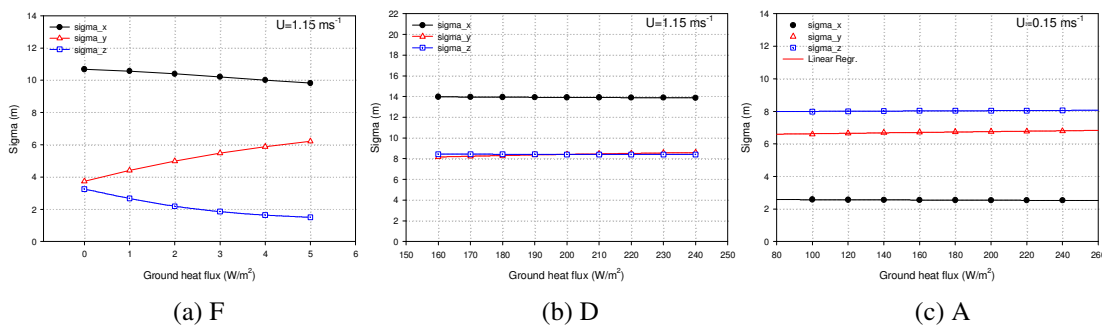 U=1.15 ms⁻¹
sigma_x
sigma_y
sigma_z
14
12
10
8
6
4
2
0
Sigma (m)
0 1 2 3 4 5 6
Ground heat flux (W/m²)
(a) F
U=1.15 ms⁻¹
sigma_x
sigma_y
sigma_z
22
20
18
16
14
12
10
8
6
4
2
0
Sigma (m)
150 160 170 180 190 200 210 220 230 240 250
Ground heat flux (W/m²)
(b) D
U=0.15 ms⁻¹
sigma_x
sigma_y
sigma_z
Linear Regr.
14
12
10
8
6
4
2
0
Sigma (m)
80 100 120 140 160 180 200 220 240 260
Ground heat flux (W/m²)
(c) A